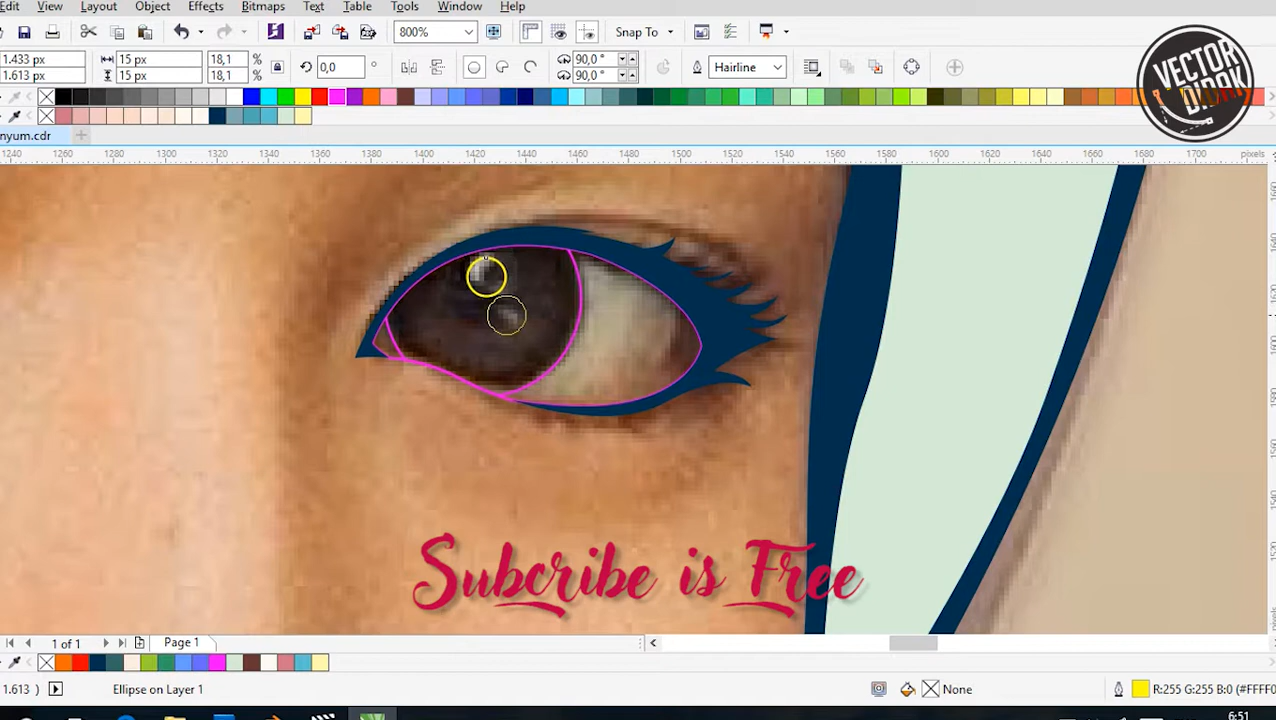 Edit View Layout Object Effects Bitmaps Text Table Tools Window Help
800% Snap To
1.433 px 15 px 18,1 % 0,0 ° 90,0 ° Hairline
1.613 px 15 px 18,1 % 90,0 °
VECTOR
DIDAK
nyum.cdr
1240 1260 1280 1300 1320 1340 1360 1380 1400 1420 1440 1460 1480 1500 1520 1540 1560 1580 1600 1620 1640 1660 1680 1700 pixels
Subcribe is Free
1 of 1 Page 1
1.613 ) Ellipse on Layer 1 None R:255 G:255 B:0 (#FFFF0
6:51